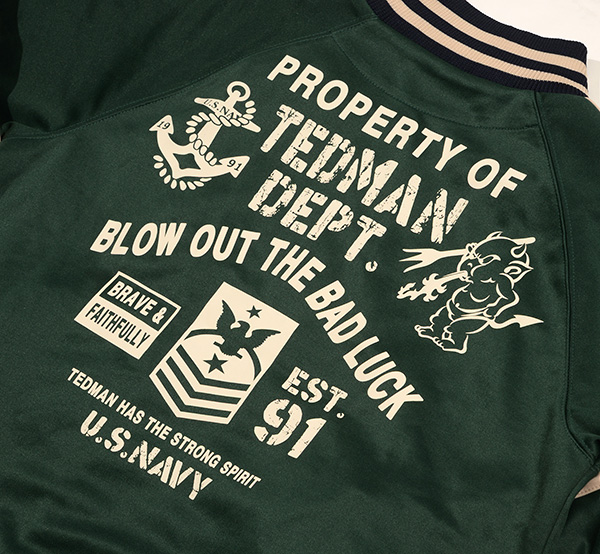 PROPERTY OF
U.S.NAVY
19 91
TEDMAN
DEPT.
BLOW OUT THE BAD LUCK
BRAVE &
FAITHFULLY
EST.
91
TEDMAN HAS THE STRONG SPIRIT
U.S.NAVY